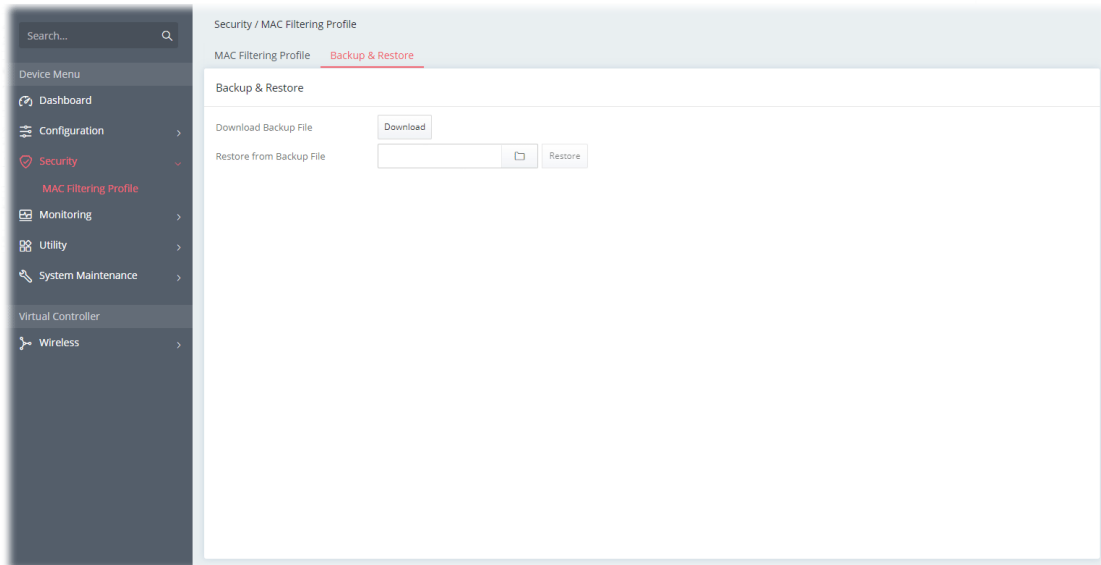 Search...
Device Menu
Dashboard
Configuration
Security
MAC Filtering Profile
Monitoring
Utility
System Maintenance
Virtual Controller
Wireless
Security / MAC Filtering Profile
MAC Filtering Profile Backup & Restore
Backup & Restore
Download Backup File Download
Restore from Backup File Restore